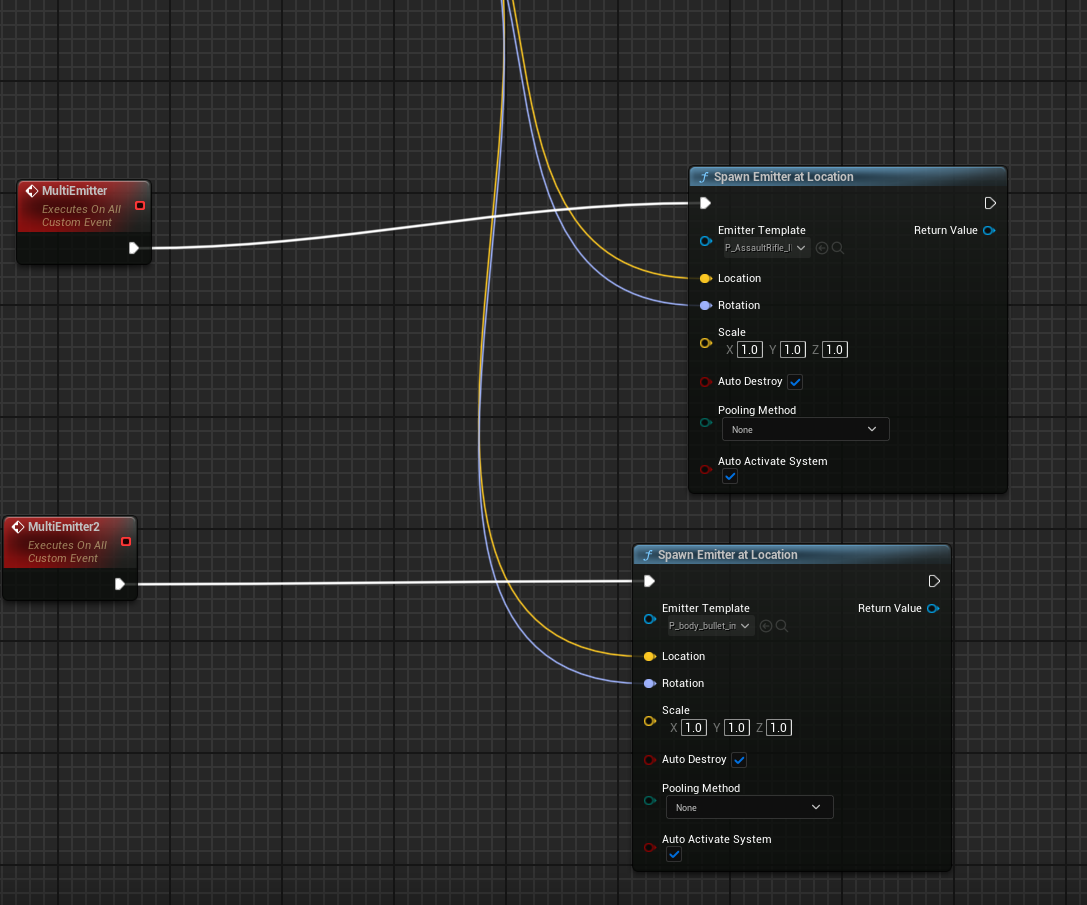 MultiEmitter
Executes On All
Custom Event
Spawn Emitter at Location
Emitter Template
Return Value
P_AssaultRifle_I
Location
Rotation
Scale
X 1.0 Y 1.0 Z 1.0
Auto Destroy
Pooling Method
None
Auto Activate System
MultiEmitter2
Executes On All
Custom Event
Spawn Emitter at Location
Emitter Template
Return Value
P_body_bullet_in
Location
Rotation
Scale
X 1.0 Y 1.0 Z 1.0
Auto Destroy
Pooling Method
None
Auto Activate System